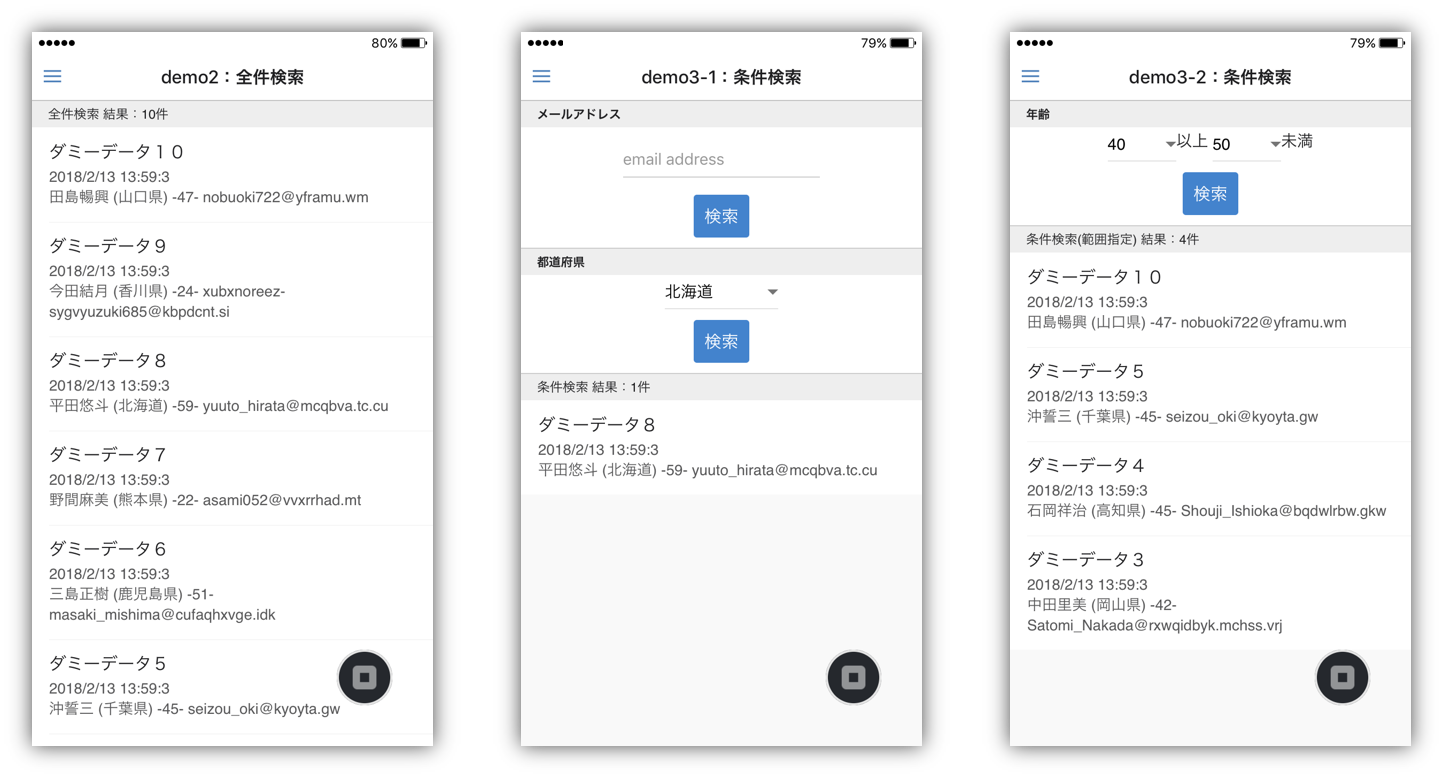 80%
demo2：全件検索
全件検索 結果：10件
ダミーデータ１０
2018/2/13 13:59:3
田島暢興 (山口県) -47- nobuoki722@yframu.wm
ダミーデータ９
2018/2/13 13:59:3
今田結月 (香川県) -24- xubxnoreez-
sygvyuzuki685@kbpdcnt.si
ダミーデータ８
2018/2/13 13:59:3
平田悠斗 (北海道) -59- yuuto_hirata@mcqbva.tc.cu
ダミーデータ７
2018/2/13 13:59:3
野間麻美 (熊本県) -22- asami052@vvxrrhad.mt
ダミーデータ６
2018/2/13 13:59:3
三島正樹 (鹿児島県) -51-
masaki_mishima@cufaqhxvge.idk
ダミーデータ５
2018/2/13 13:59:3
沖誓三 (千葉県) -45- seizou_oki@kyoyta.gw
79%
demo3-1：条件検索
メールアドレス
email address
検索
都道府県
北海道
検索
条件検索 結果：1件
ダミーデータ８
2018/2/13 13:59:3
平田悠斗 (北海道) -59- yuuto_hirata@mcqbva.tc.cu
79%
demo3-2：条件検索
年齢
40 以上 50 未満
検索
条件検索(範囲指定) 結果：4件
ダミーデータ１０
2018/2/13 13:59:3
田島暢興 (山口県) -47- nobuoki722@yframu.wm
ダミーデータ５
2018/2/13 13:59:3
沖誓三 (千葉県) -45- seizou_oki@kyoyta.gw
ダミーデータ４
2018/2/13 13:59:3
石岡祥治 (高知県) -45- Shouji_Ishioka@bqdwlrbw.gkw
ダミーデータ３
2018/2/13 13:59:3
中田里美 (岡山県) -42-
Satomi_Nakada@rxwqidbyk.mchss.vrj